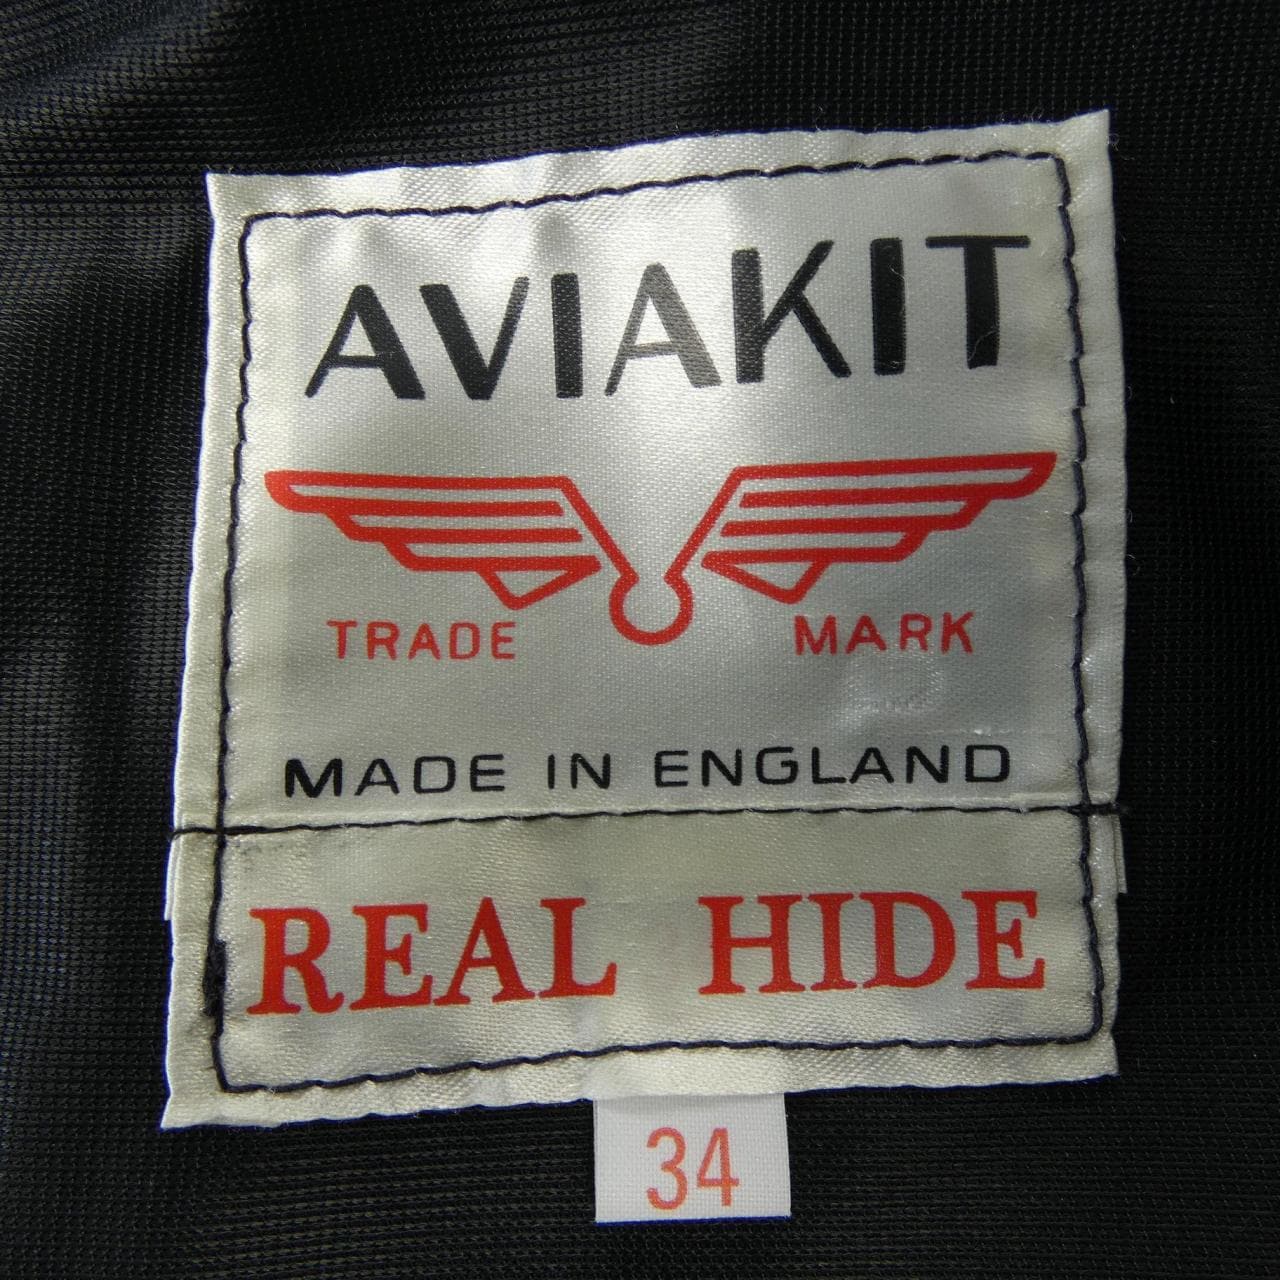 AVIAKIT
TRADE MARK
MADE IN ENGLAND
REAL HIDE
34